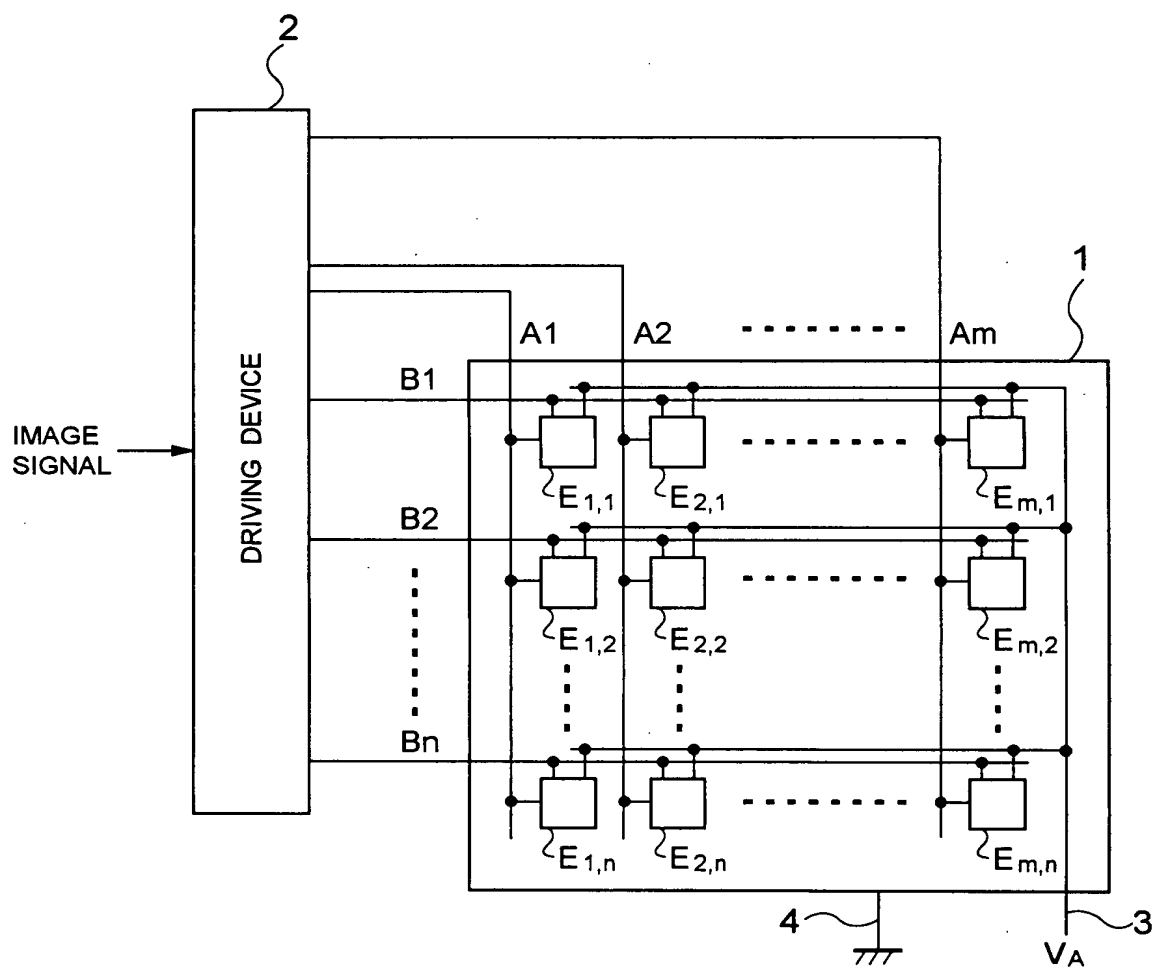 2
1
A1 A2 Am
B1
IMAGE
SIGNAL
DRIVING DEVICE
E1,1 E2,1 Em,1
B2
E1,2 E2,2 Em,2
Bn
E1,n E2,n Em,n
4 3
VA